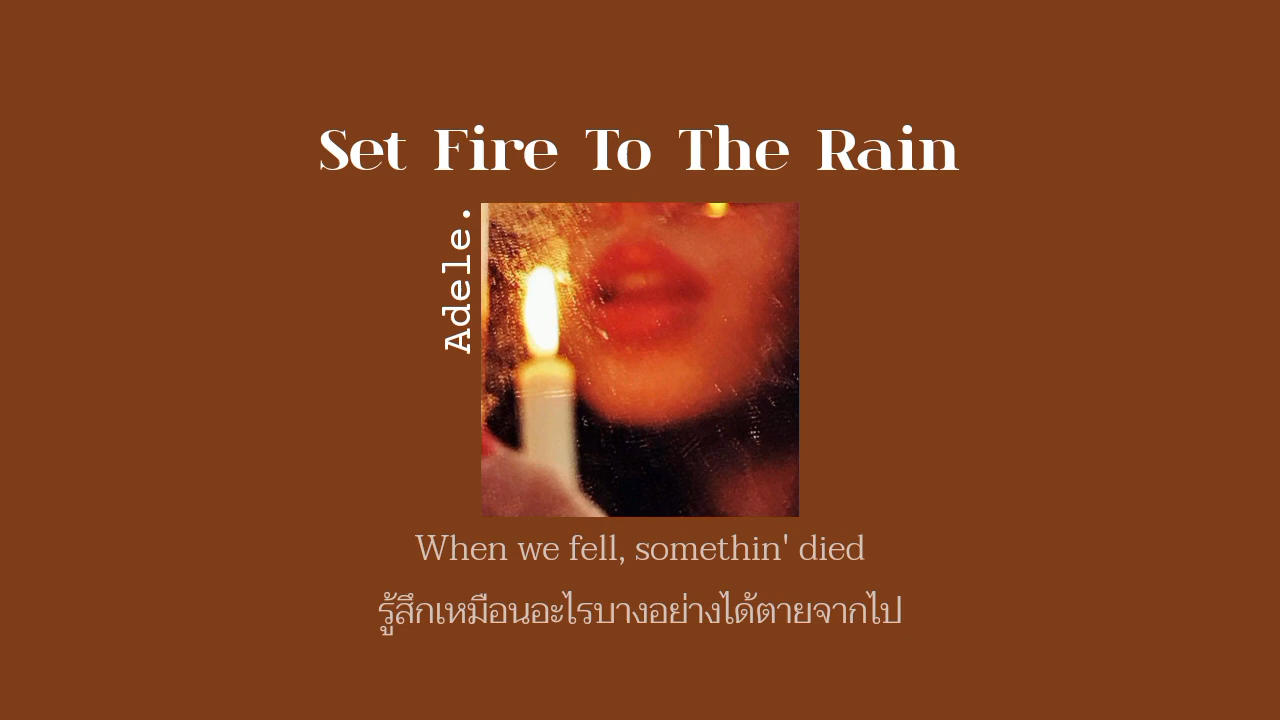 Set Fire To The Rain
Adele.
When we fell, somethin' died
รู้สึกเหมือนอะไรบางอย่างได้ตายจากไป